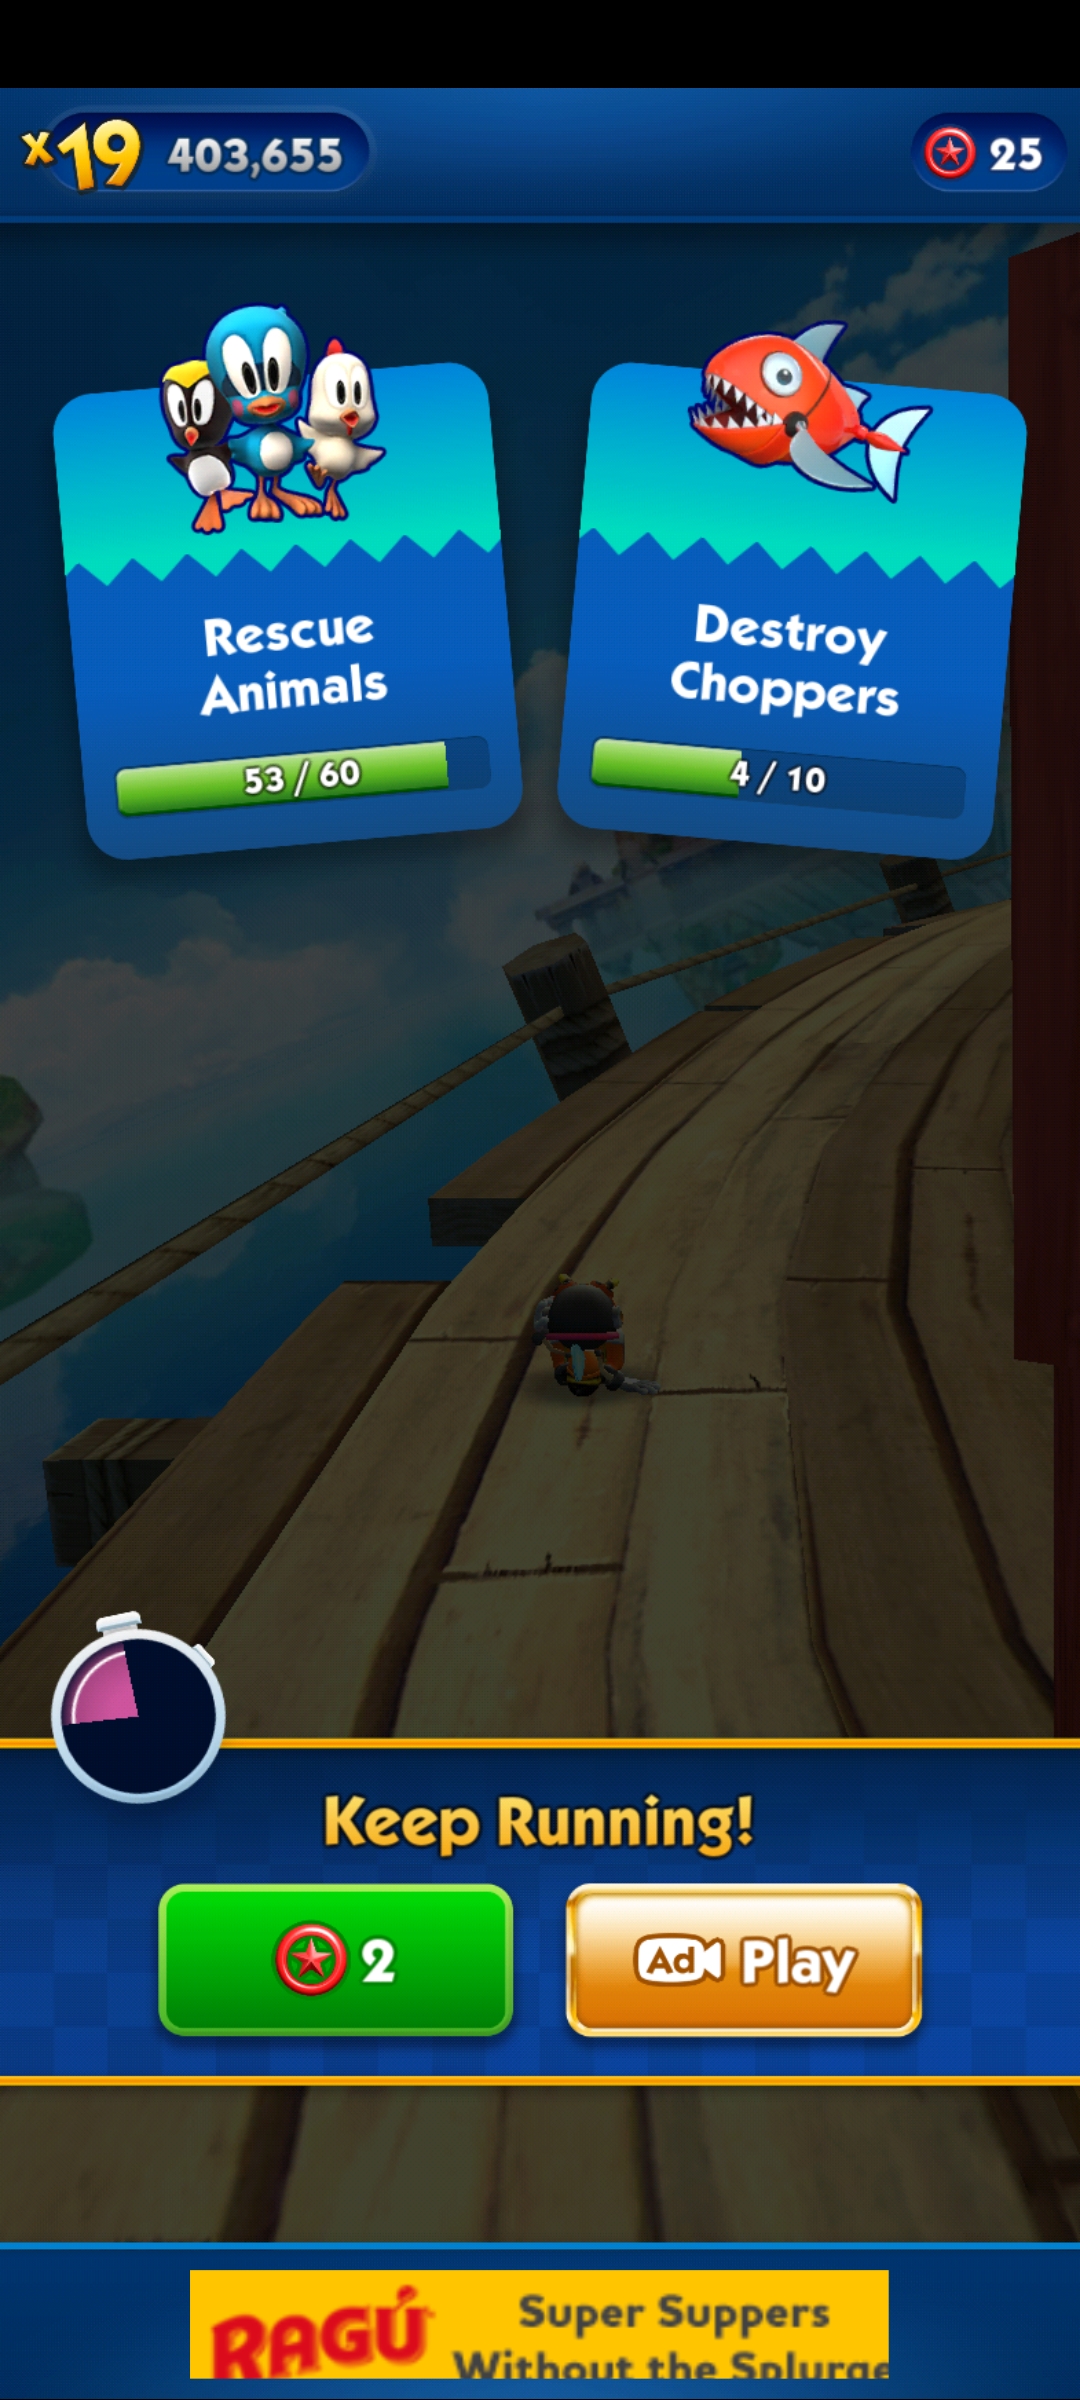 x19 403,655
25
Rescue
Animals
53 / 60
Destroy
Choppers
4 / 10
Keep Running!
2
Ad Play
RAGÚ
Super Suppers
Without the Splurge